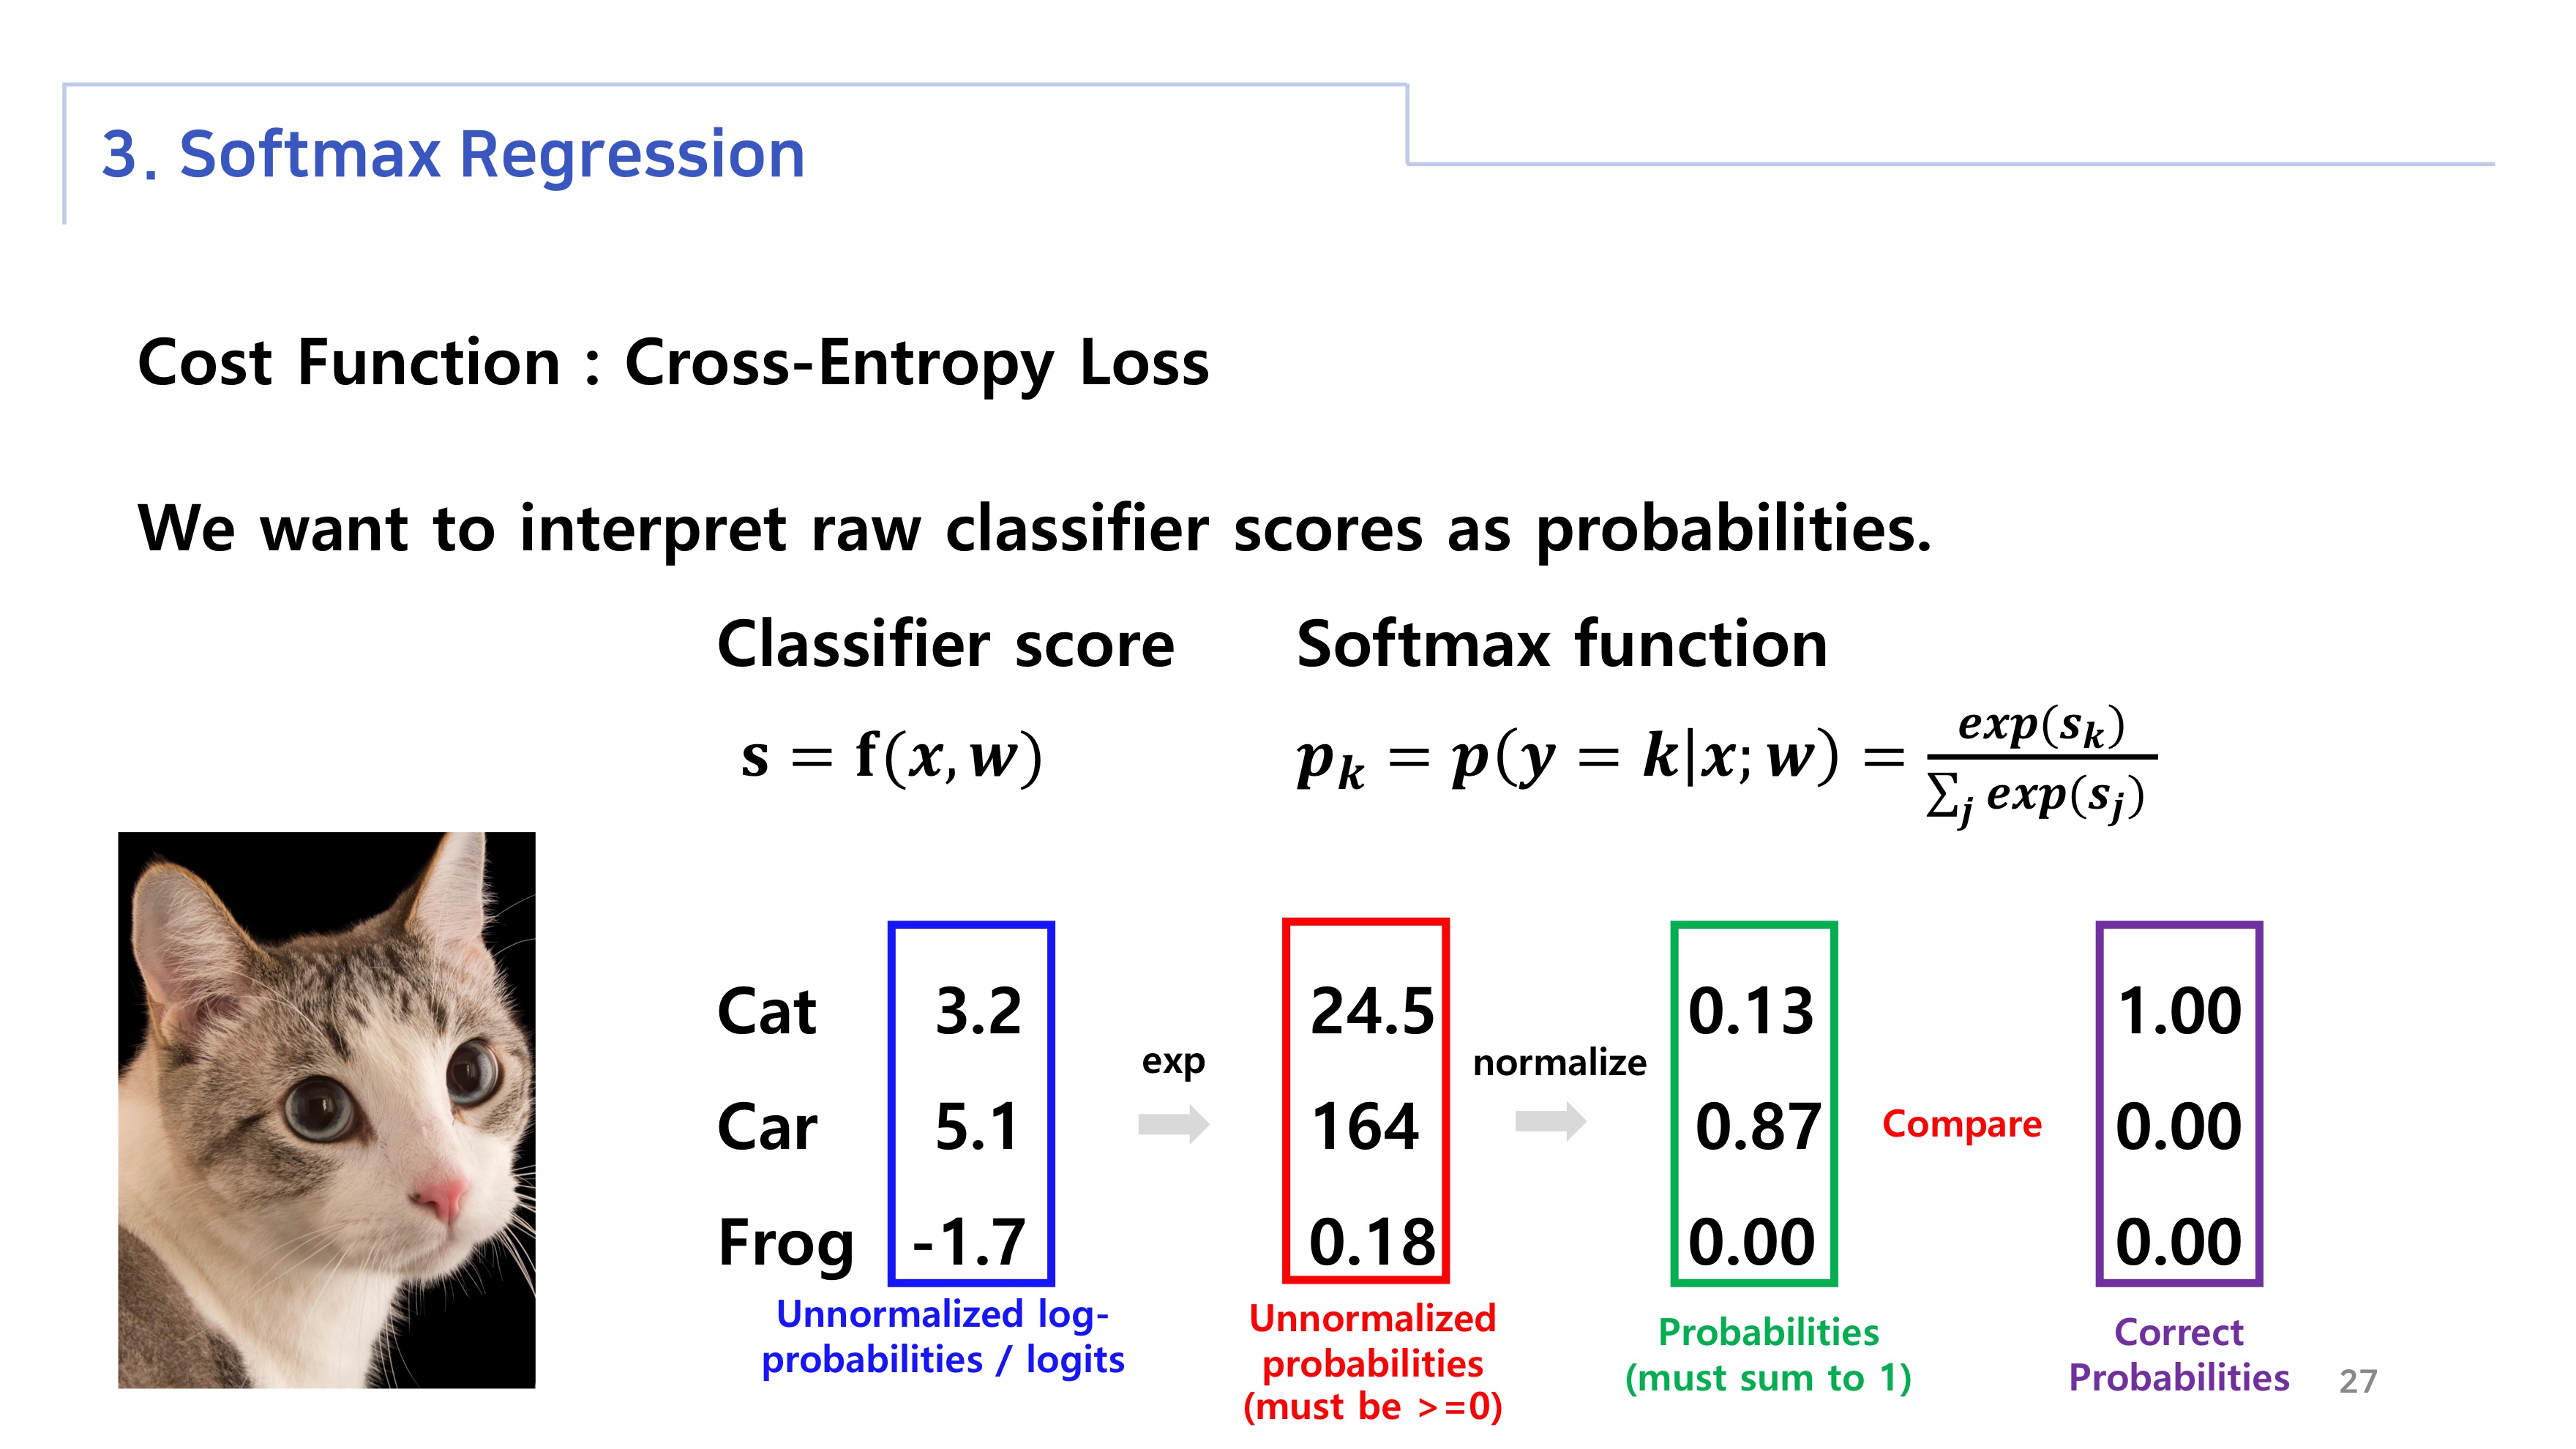 3. Softmax Regression
Cost Function : Cross-Entropy Loss
We want to interpret raw classifier scores as probabilities.
Classifier score Softmax function
s = f(x, w) p_k = p(y = k|x; w) = exp(s_k) / ∑_j exp(s_j)
Cat 3.2 24.5 0.13 1.00
exp normalize
Car 5.1 164 0.87 Compare 0.00
Frog -1.7 0.18 0.00 0.00
Unnormalized log-
probabilities / logits
Unnormalized
probabilities
(must be >=0)
Probabilities
(must sum to 1)
Correct
Probabilities
27